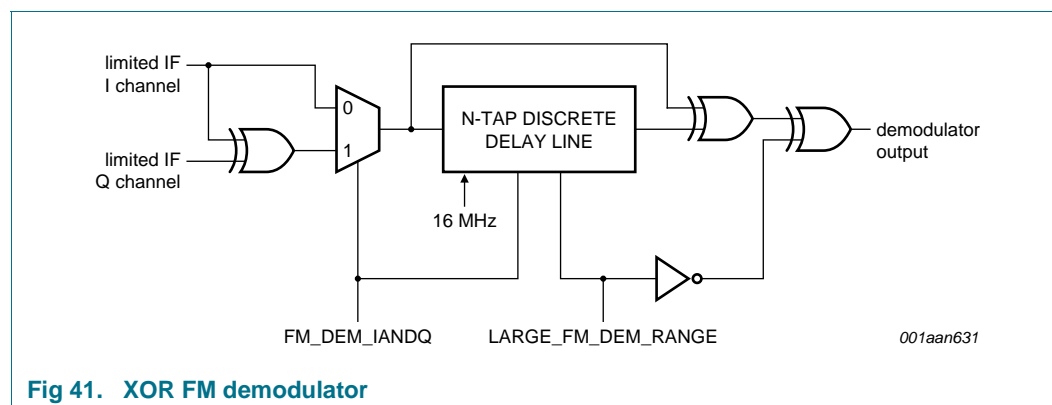 limited IF
I channel
limited IF
Q channel
0
1
N-TAP DISCRETE
DELAY LINE
16 MHz
demodulator
output
FM_DEM_IANDQ
LARGE_FM_DEM_RANGE
001aan631
Fig 41. XOR FM demodulator